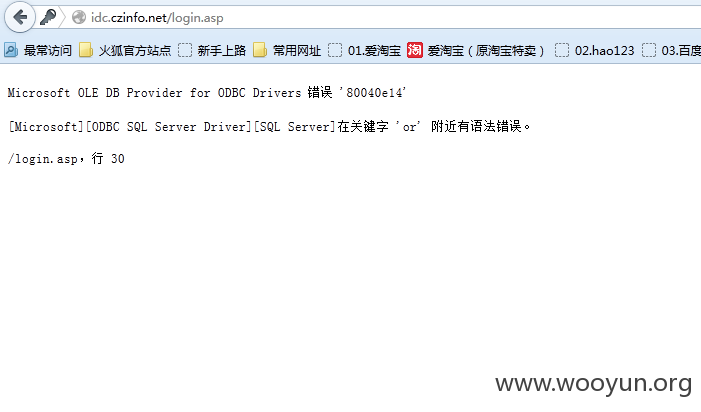 idc.czinfo.net/login.asp
最常访问 火狐官方站点 新手上路 常用网址 01.爱淘宝 淘 爱淘宝（原淘宝特卖） 02.hao123 03.百度
Microsoft OLE DB Provider for ODBC Drivers 错误 '80040e14'
[Microsoft][ODBC SQL Server Driver][SQL Server]在关键字 'or' 附近有语法错误。
/login.asp，行 30
www.wooyun.org